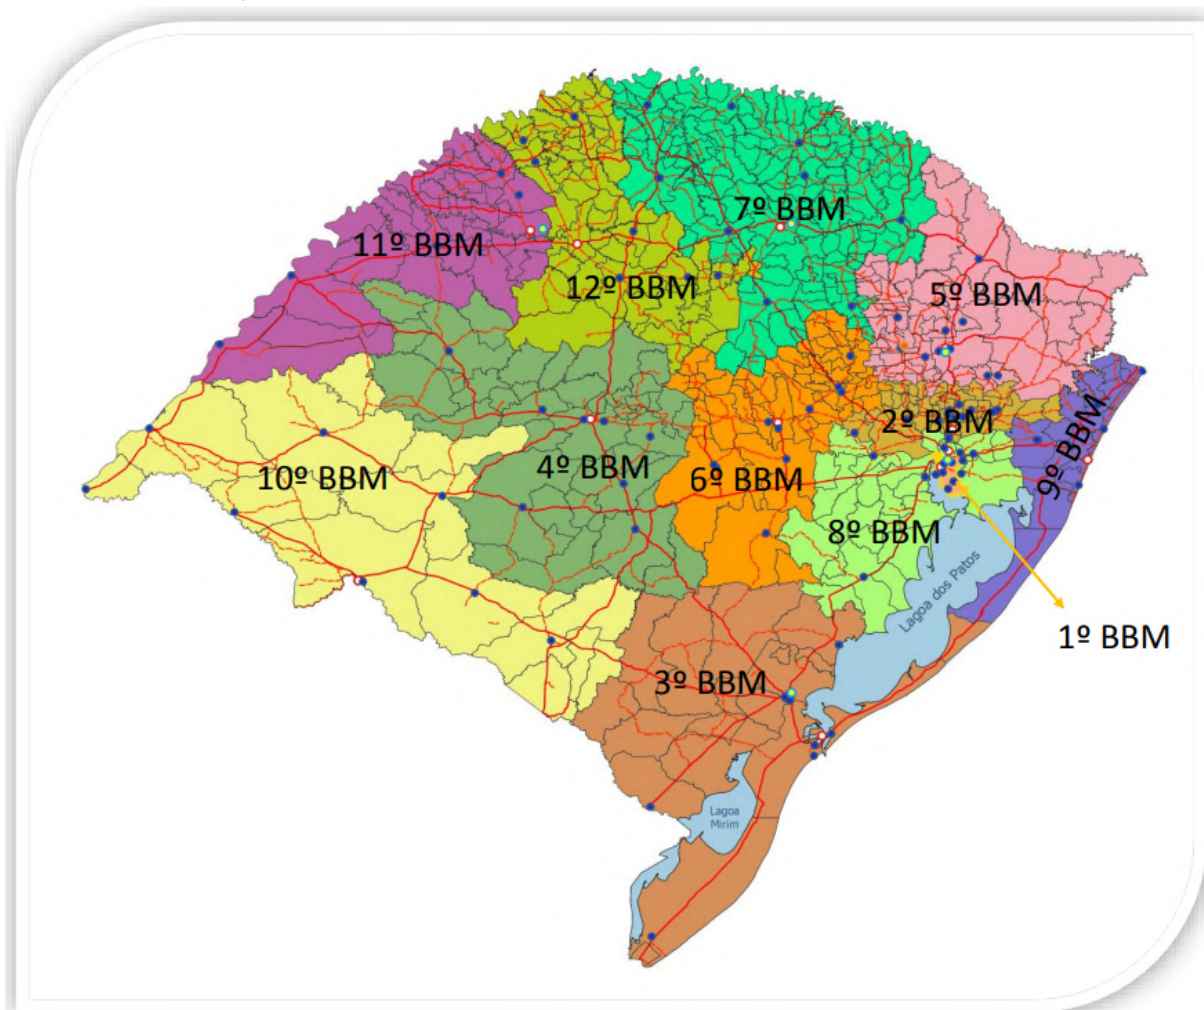 7º BBM
11º BBM
12º BBM
5º BBM
2º BBM
9º BBM
10º BBM
4º BBM
6º BBM
8º BBM
Lagoa dos Patos
1º BBM
3º BBM
Lagoa
Mirim